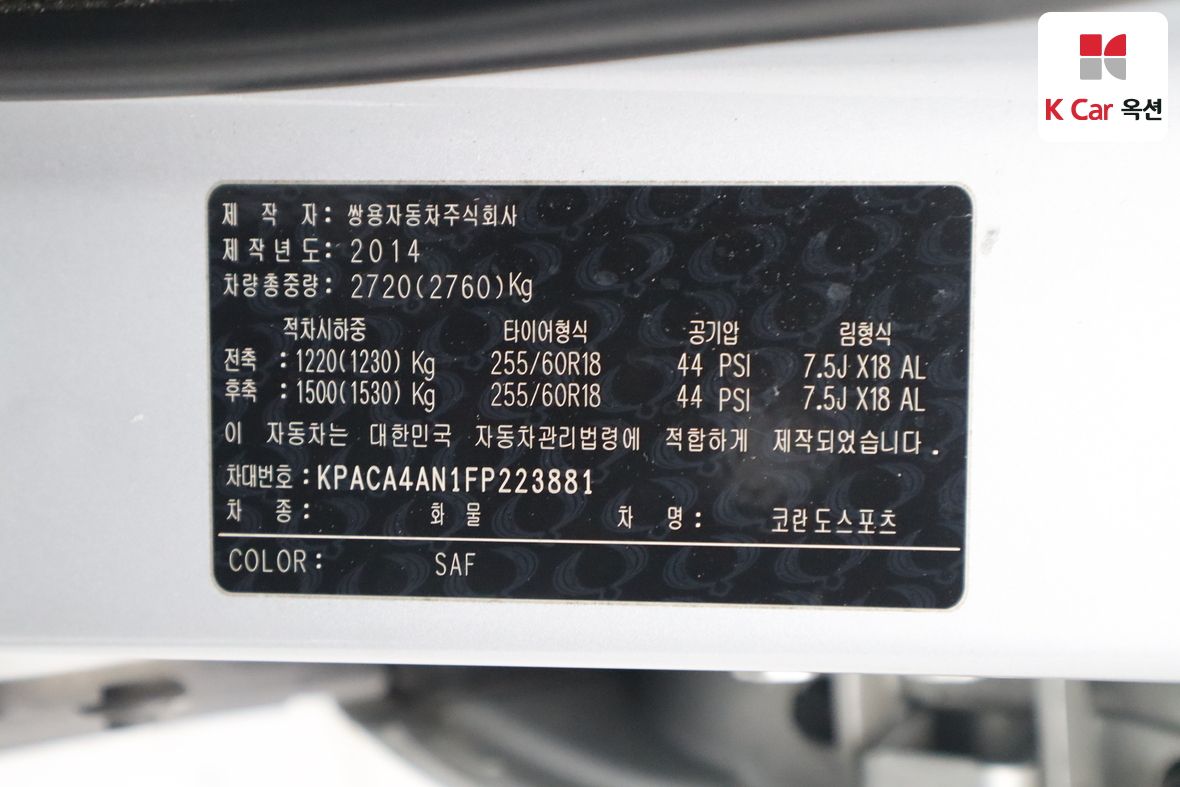 K Car 옥션
제 작 자: 쌍용자동차주식회사
제작년도: 2014
차량총중량: 2720(2760)Kg
적차시하중 타이어형식 공기압 림형식
전축 : 1220(1230) Kg 255/60R18 44 PSI 7.5J X18 AL
후축 : 1500(1530) Kg 255/60R18 44 PSI 7.5J X18 AL
이 자동차는 대한민국 자동차관리법령에 적합하게 제작되었습니다.
차대번호 : KPACA4AN1FP223881
차 종 : 화 물 차 명 : 코란도스포츠
COLOR : SAF